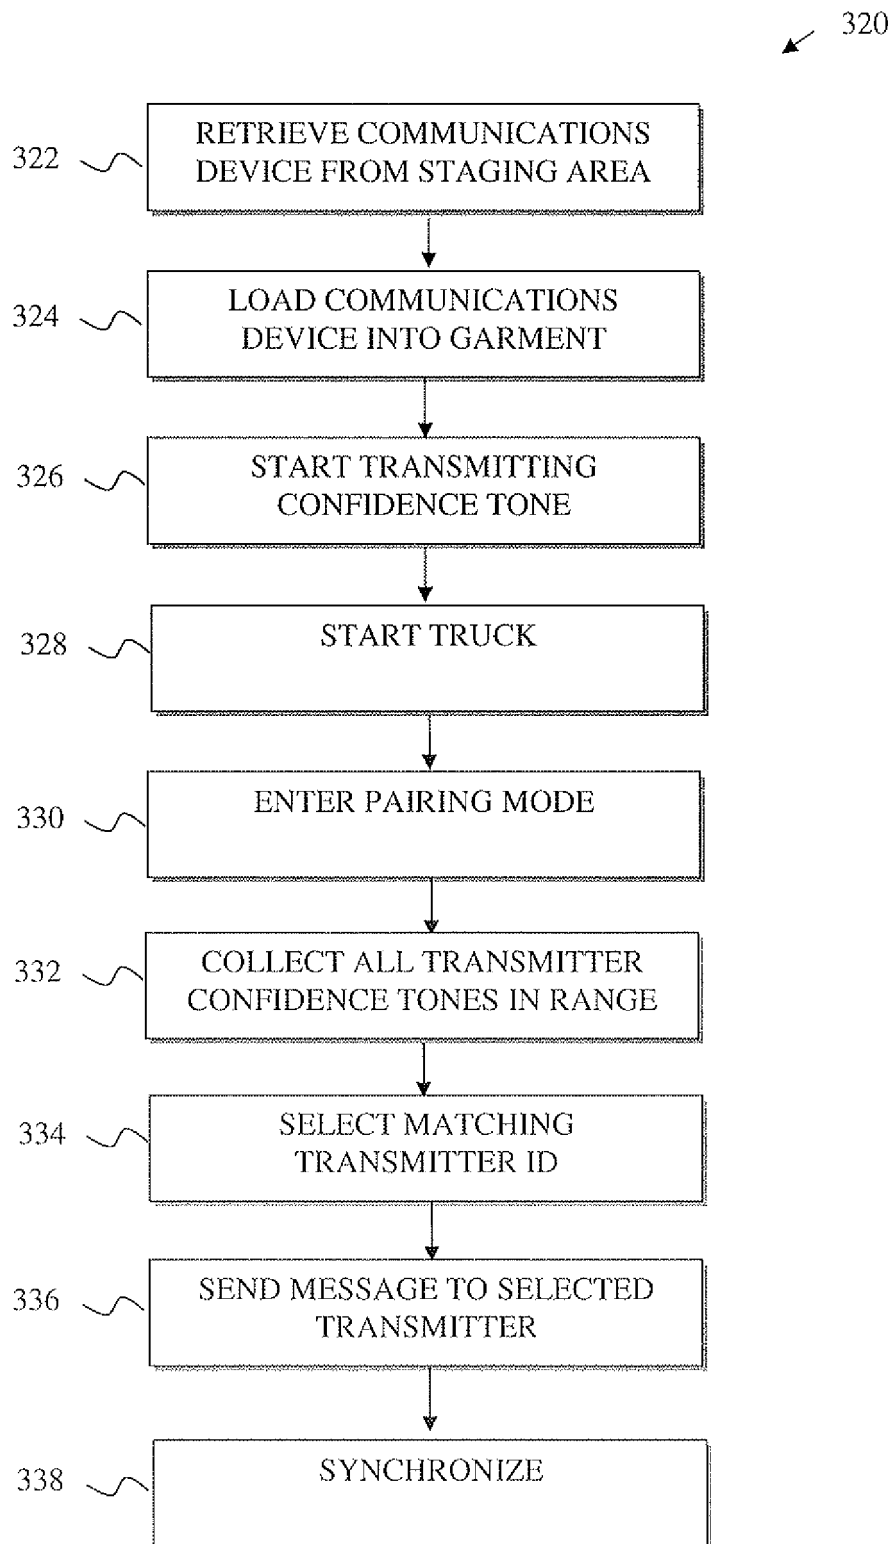 320
322
RETRIEVE COMMUNICATIONS
DEVICE FROM STAGING AREA
324
LOAD COMMUNICATIONS
DEVICE INTO GARMENT
326
START TRANSMITTING
CONFIDENCE TONE
328
START TRUCK
330
ENTER PAIRING MODE
332
COLLECT ALL TRANSMITTER
CONFIDENCE TONES IN RANGE
334
SELECT MATCHING
TRANSMITTER ID
336
SEND MESSAGE TO SELECTED
TRANSMITTER
338
SYNCHRONIZE